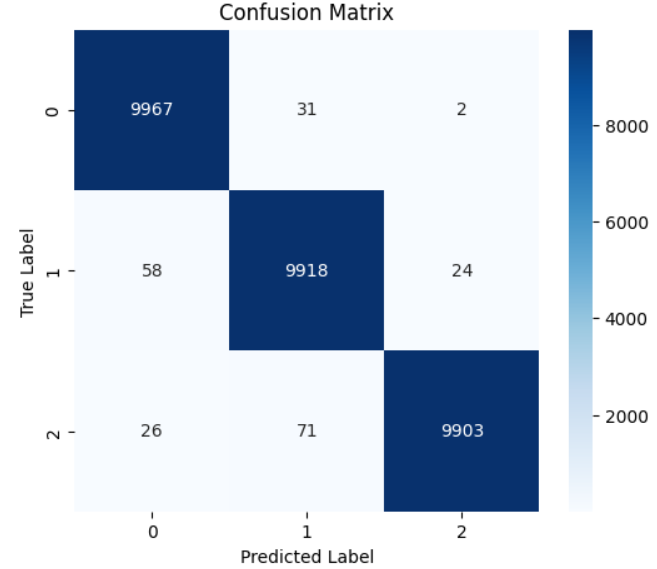 Confusion Matrix
0 9967 31 2
1 58 9918 24
2 26 71 9903
0 1 2
Predicted Label
True Label
8000
6000
4000
2000